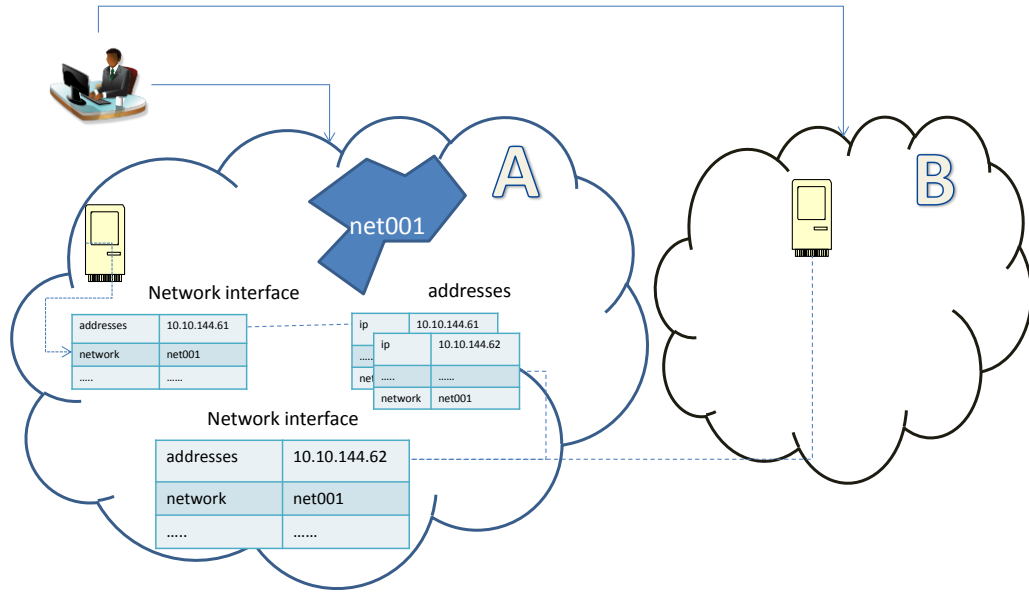 A
B
net001
Network interface
addresses
addresses 10.10.144.61
network net001
..... ......
ip 10.10.144.61
.....
net
ip 10.10.144.62
..... ......
network net001
Network interface
addresses 10.10.144.62
network net001
..... ......